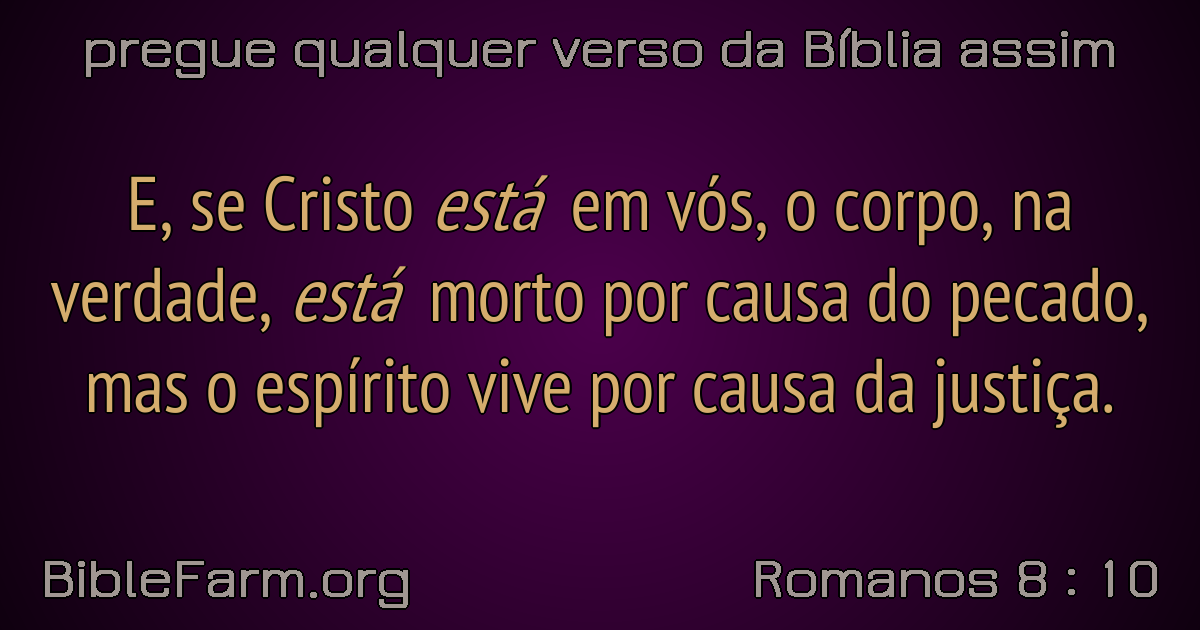 pregue qualquer verso da Bíblia assim
E, se Cristo está em vós, o corpo, na
verdade, está morto por causa do pecado,
mas o espírito vive por causa da justiça.
BibleFarm.org
Romanos 8 : 10